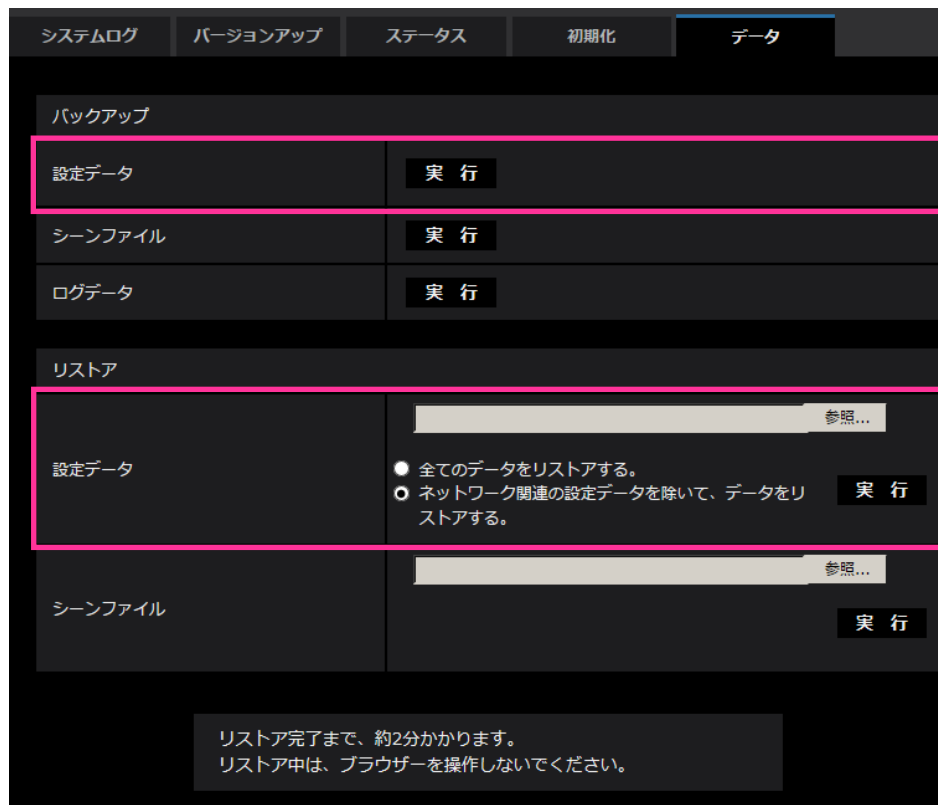 システムログ バージョンアップ ステータス 初期化 データ
バックアップ
設定データ 実 行
シーンファイル 実 行
ログデータ 実 行
リストア
参照...
設定データ
全てのデータをリストアする。
ネットワーク関連の設定データを除いて、データをリ
ストアする。
実 行
参照...
シーンファイル
実 行
リストア完了まで、約2分かかります。
リストア中は、ブラウザーを操作しないでください。